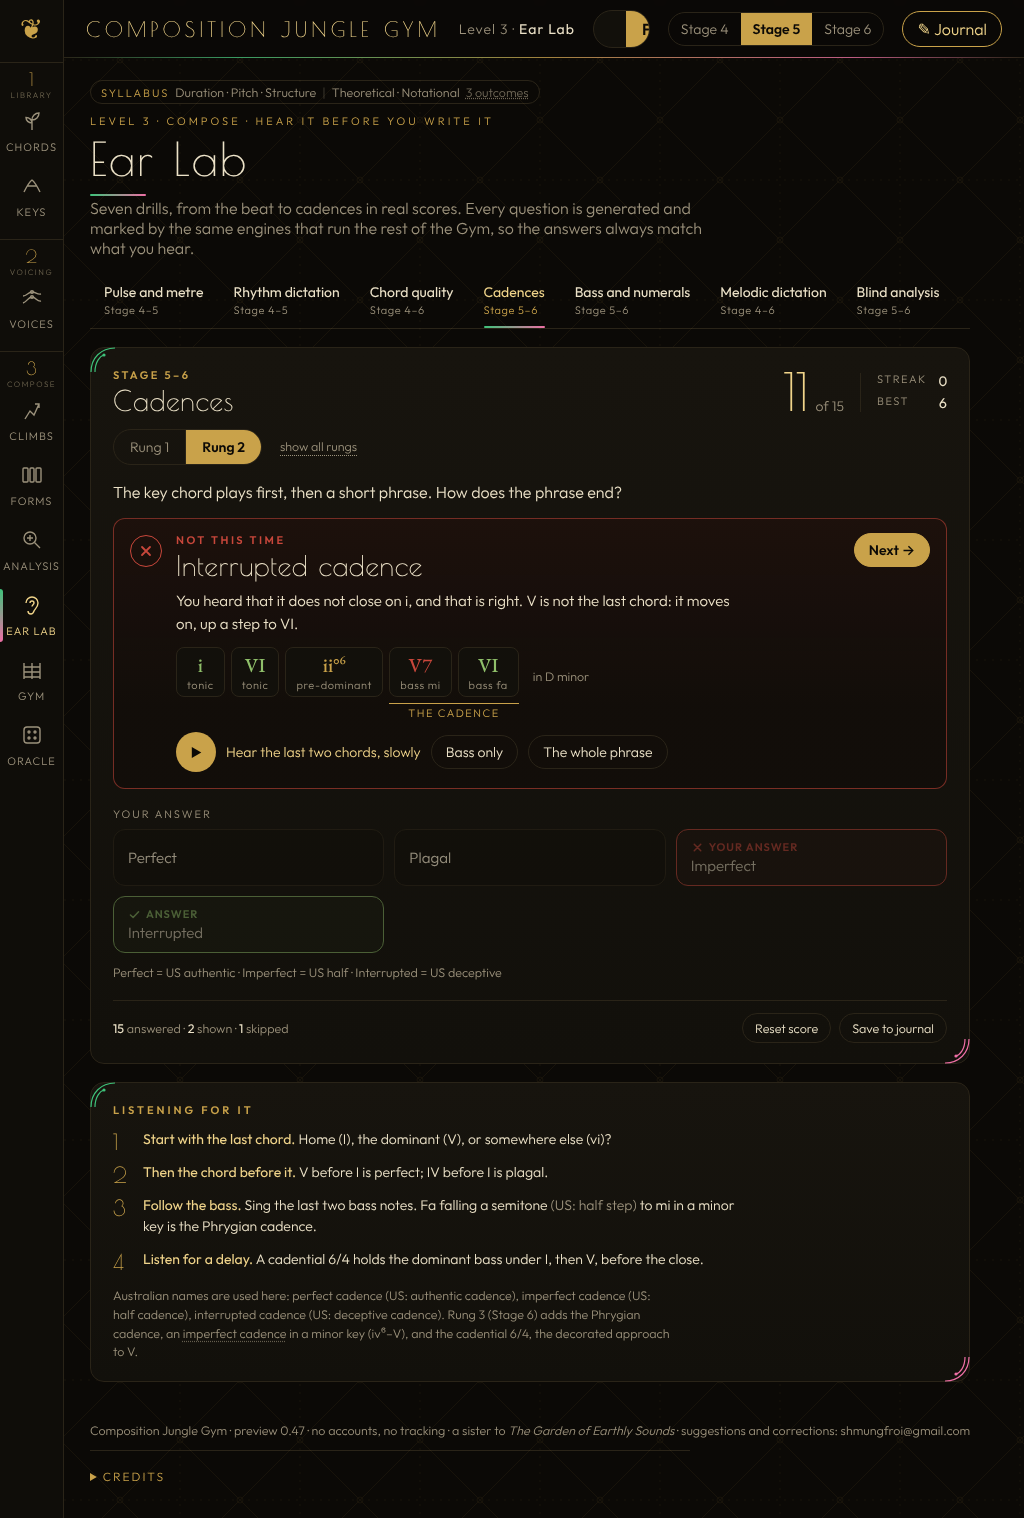 COMPOSITION JUNGLE GYM
Level 3 · Ear Lab
Stage 4 Stage 5 Stage 6
✎ Journal
1
LIBRARY
CHORDS
KEYS
2
VOICING
VOICES
3
COMPOSE
CLIMBS
FORMS
ANALYSIS
EAR LAB
GYM
ORACLE
SYLLABUS Duration · Pitch · Structure | Theoretical · Notational 3 outcomes
LEVEL 3 · COMPOSE · HEAR IT BEFORE YOU WRITE IT
Ear Lab
Seven drills, from the beat to cadences in real scores. Every question is generated and
marked by the same engines that run the rest of the Gym, so the answers always match
what you hear.
Pulse and metre Rhythm dictation Chord quality Cadences Bass and numerals Melodic dictation Blind analysis
Stage 4–5 Stage 4–5 Stage 4–6 Stage 5–6 Stage 5–6 Stage 4–6 Stage 5–6
STAGE 5–6
Cadences
11 of 15
STREAK 0
BEST 6
Rung 1 Rung 2 show all rungs
The key chord plays first, then a short phrase. How does the phrase end?
NOT THIS TIME
Interrupted cadence
Next →
You heard that it does not close on i, and that is right. V is not the last chord: it moves
on, up a step to VI.
i VI ii°⁶ V7 VI
tonic tonic pre-dominant bass mi bass fa
in D minor
THE CADENCE
Hear the last two chords, slowly Bass only The whole phrase
YOUR ANSWER
Perfect
Plagal
✕ YOUR ANSWER
Imperfect
✓ ANSWER
Interrupted
Perfect = US authentic · Imperfect = US half · Interrupted = US deceptive
15 answered · 2 shown · 1 skipped
Reset score Save to journal
LISTENING FOR IT
1 Start with the last chord. Home (I), the dominant (V), or somewhere else (vi)?
2 Then the chord before it. V before I is perfect; IV before I is plagal.
3 Follow the bass. Sing the last two bass notes. Fa falling a semitone (US: half step) to mi in a minor
key is the Phrygian cadence.
4 Listen for a delay. A cadential 6/4 holds the dominant bass under I, then V, before the close.
Australian names are used here: perfect cadence (US: authentic cadence), imperfect cadence (US:
half cadence), interrupted cadence (US: deceptive cadence). Rung 3 (Stage 6) adds the Phrygian
cadence, an imperfect cadence in a minor key (iv⁶–V), and the cadential 6/4, the decorated approach
to V.
Composition Jungle Gym · preview 0.47 · no accounts, no tracking · a sister to The Garden of Earthly Sounds · suggestions and corrections: shmungfroi@gmail.com
▶ CREDITS